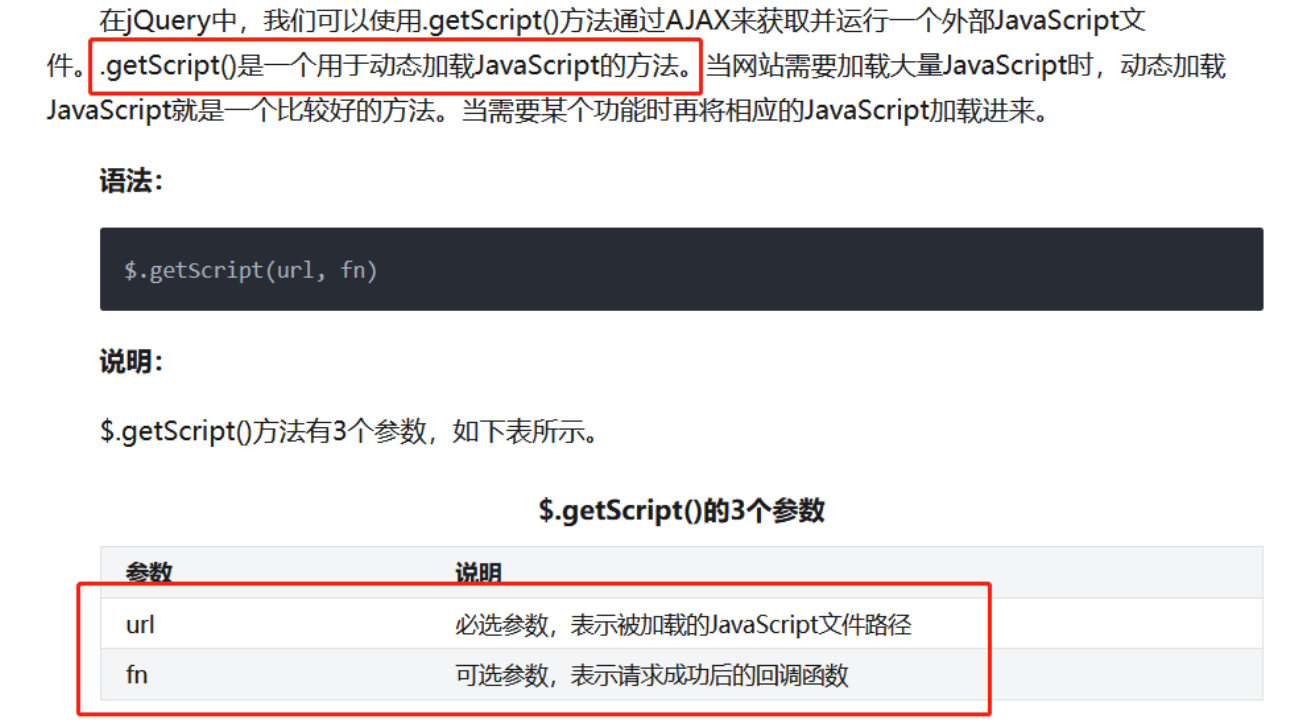 在jQuery中，我们可以使用.getScript()方法通过AJAX来获取并运行一个外部JavaScript文
件。.getScript()是一个用于动态加载JavaScript的方法。当网站需要加载大量JavaScript时，动态加载
JavaScript就是一个比较好的方法。当需要某个功能时再将相应的JavaScript加载进来。
语法：
$.getScript(url, fn)
说明：
$.getScript()方法有3个参数，如下表所示。
$.getScript()的3个参数
参数 说明
url 必选参数，表示被加载的JavaScript文件路径
fn 可选参数，表示请求成功后的回调函数